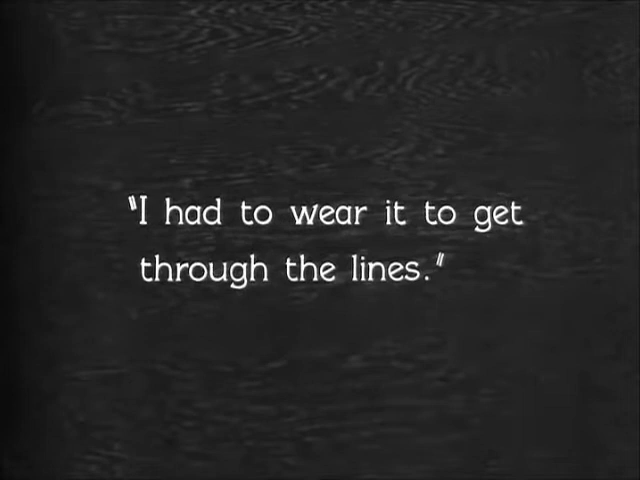 "I had to wear it to get
through the lines."